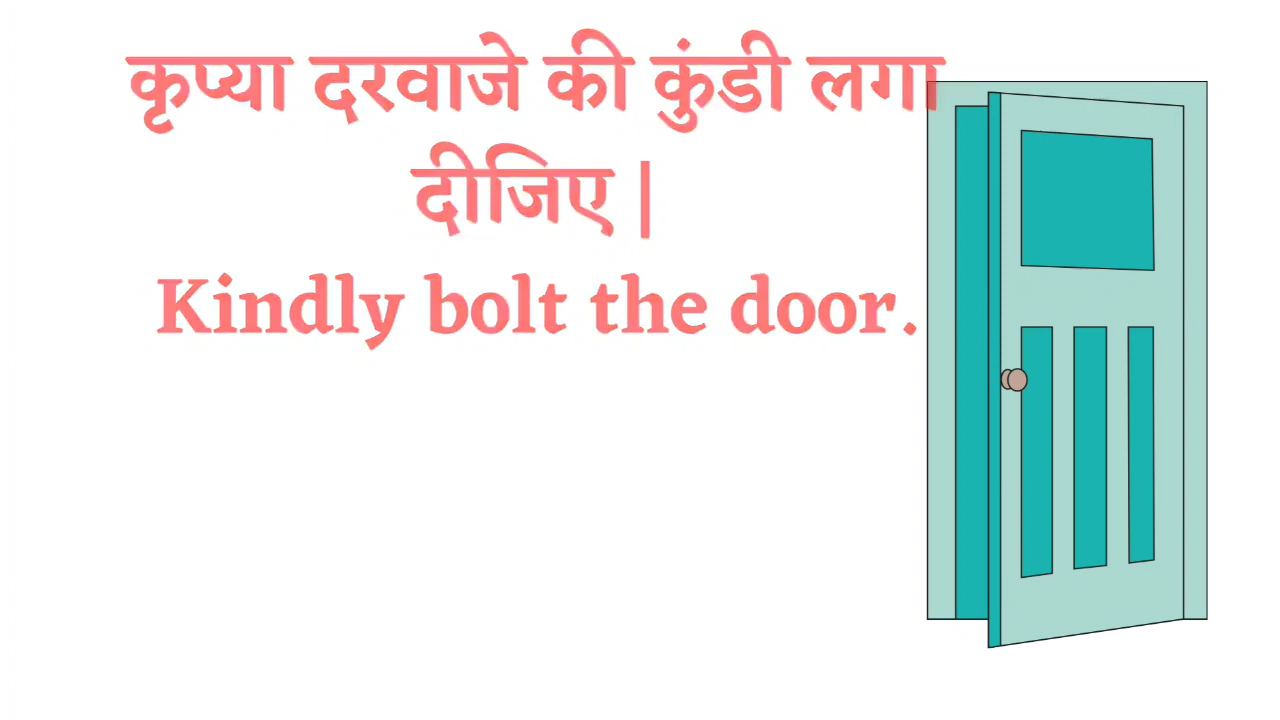 कृप्या दरवाजे की कुंडी लगा
दीजिए |
Kindly bolt the door.